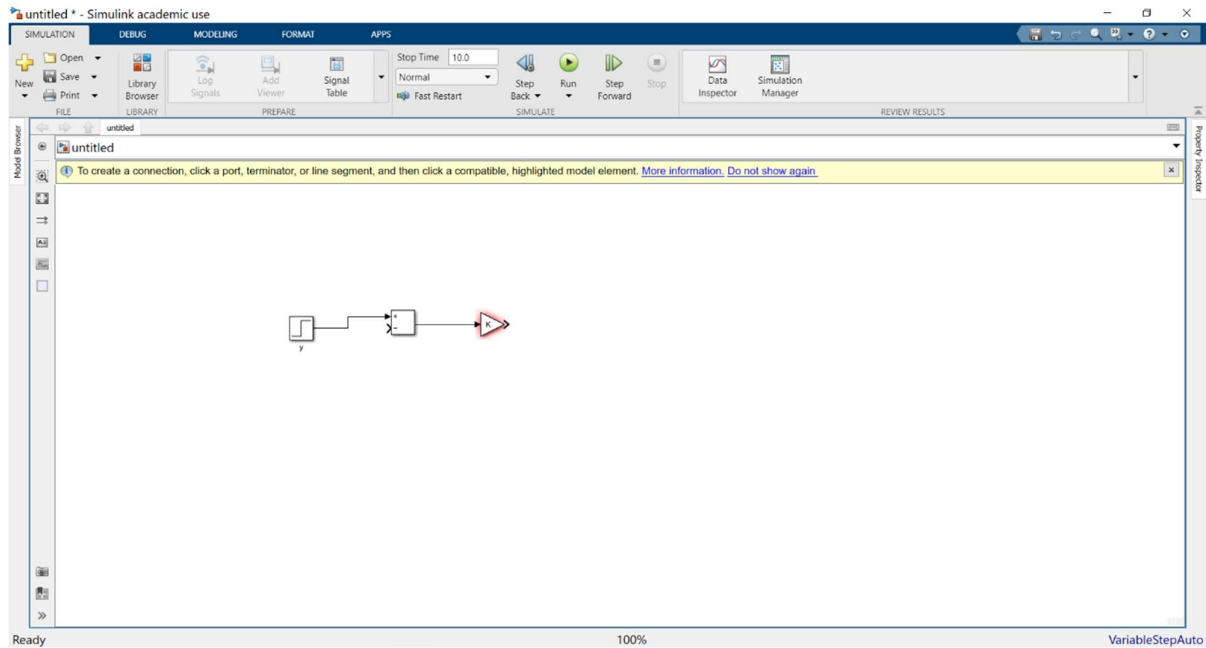 untitled * - Simulink academic use
SIMULATION DEBUG MODELING FORMAT APPS
New
Open
Save
Print
FILE
Library
Browser
LIBRARY
Log
Signals
Add
Viewer
Signal
Table
PREPARE
Stop Time 10.0
Normal
Fast Restart
Step
Back
Run
Step
Forward
Stop
SIMULATE
Data
Inspector
Simulation
Manager
REVIEW RESULTS
Model Browser
untitled
untitled
Property Inspector
To create a connection, click a port, terminator, or line segment, and then click a compatible, highlighted model element. More information. Do not show again
y
+
−
K
Ready 100% VariableStepAuto